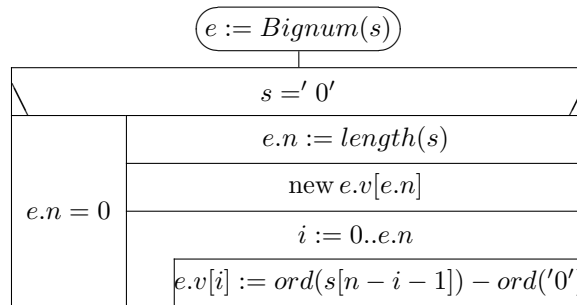 e := Bignum(s)
s =' 0'
e.n = 0
e.n := length(s)
new e.v[e.n]
i := 0..e.n
e.v[i] := ord(s[n − i − 1]) − ord('0'